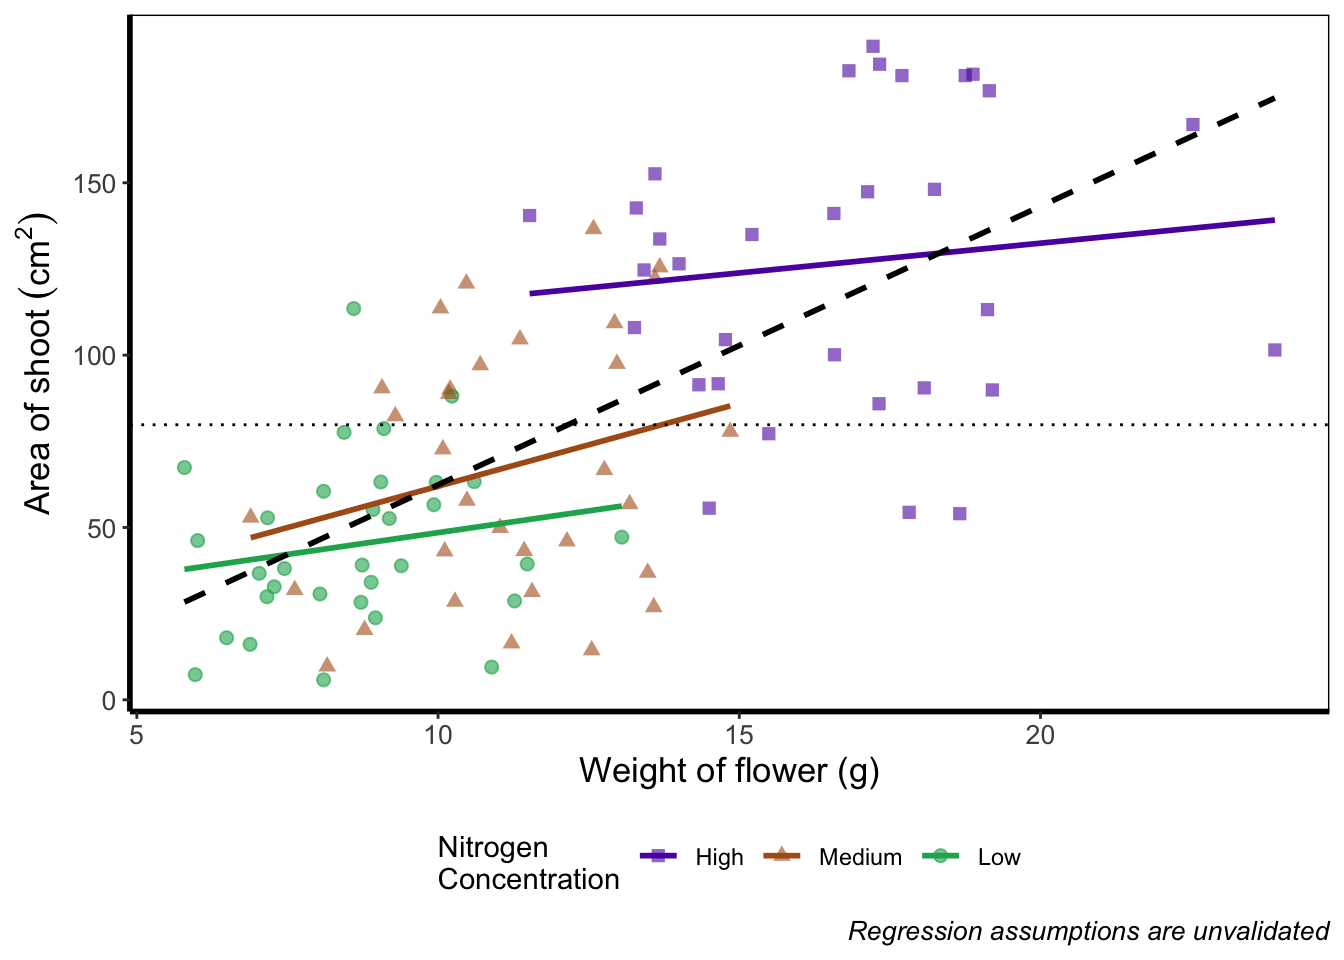 Area of shoot (cm²)
150
100
50
0
5 10 15 20
Weight of flower (g)
Nitrogen
Concentration
High Medium Low
Regression assumptions are unvalidated